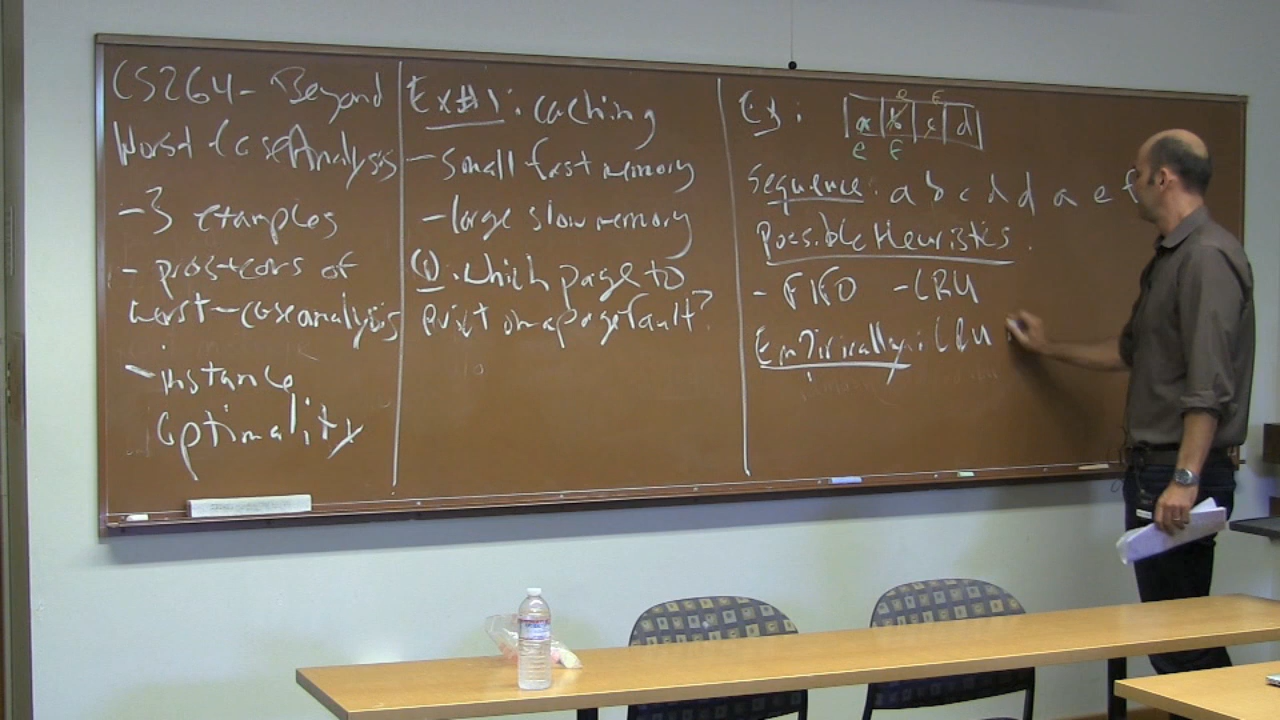 CS264 - Beyond
Worst-Case Analysis
- 3 examples
- pros + cons of
worst-case analysis
- instance
optimality
Ex#1: caching
- small fast memory
- large slow memory
Q: which page to
evict on a page fault?
Ex:
e f
a b c d
e f
Sequence: a b c d d a e f
Possible Heuristics:
- FIFO - LRU
Empirically: LRU